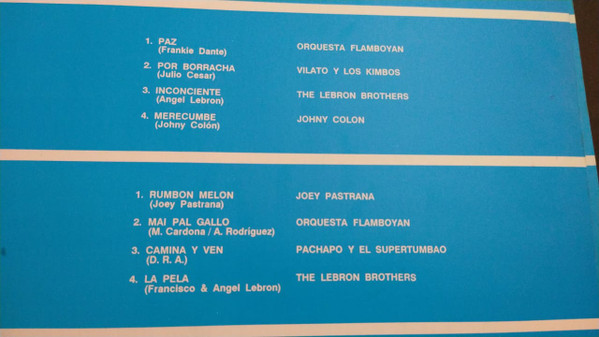 1. PAZ ORQUESTA FLAMBOYAN
(Frankie Dante)
2. POR BORRACHA VILATO Y LOS KIMBOS
(Julio Cesar)
3. INCONCIENTE THE LEBRON BROTHERS
(Angel Lebron)
4. MERECUMBE JOHNY COLON
(Johny Colón)
1. RUMBON MELON JOEY PASTRANA
(Joey Pastrana)
2. MAI PAL GALLO ORQUESTA FLAMBOYAN
(M. Cardona / A. Rodríguez)
3. CAMINA Y VEN PACHAPO Y EL SUPERTUMBAO
(D. R. A.)
4. LA PELA THE LEBRON BROTHERS
(Francisco & Angel Lebron)